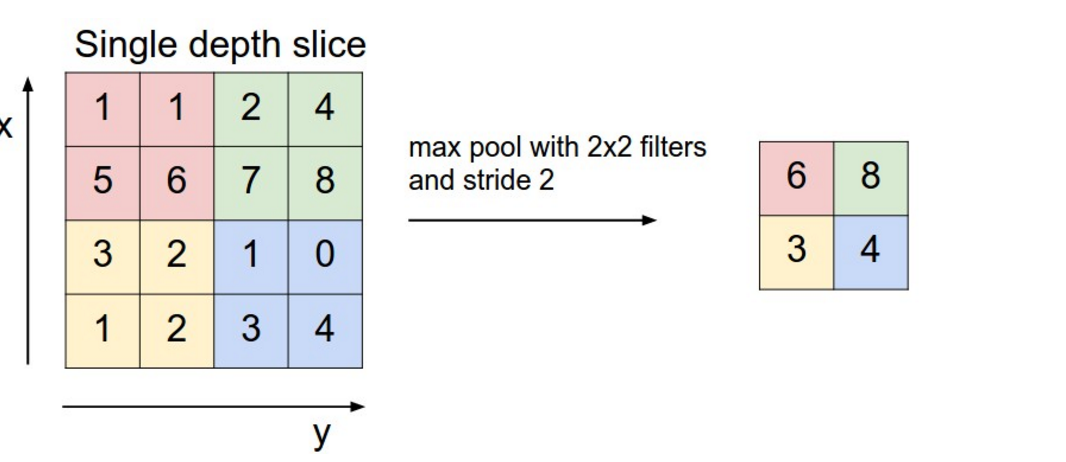 Single depth slice
x
1 1 2 4
5 6 7 8
3 2 1 0
1 2 3 4
y
max pool with 2x2 filters
and stride 2
6 8
3 4